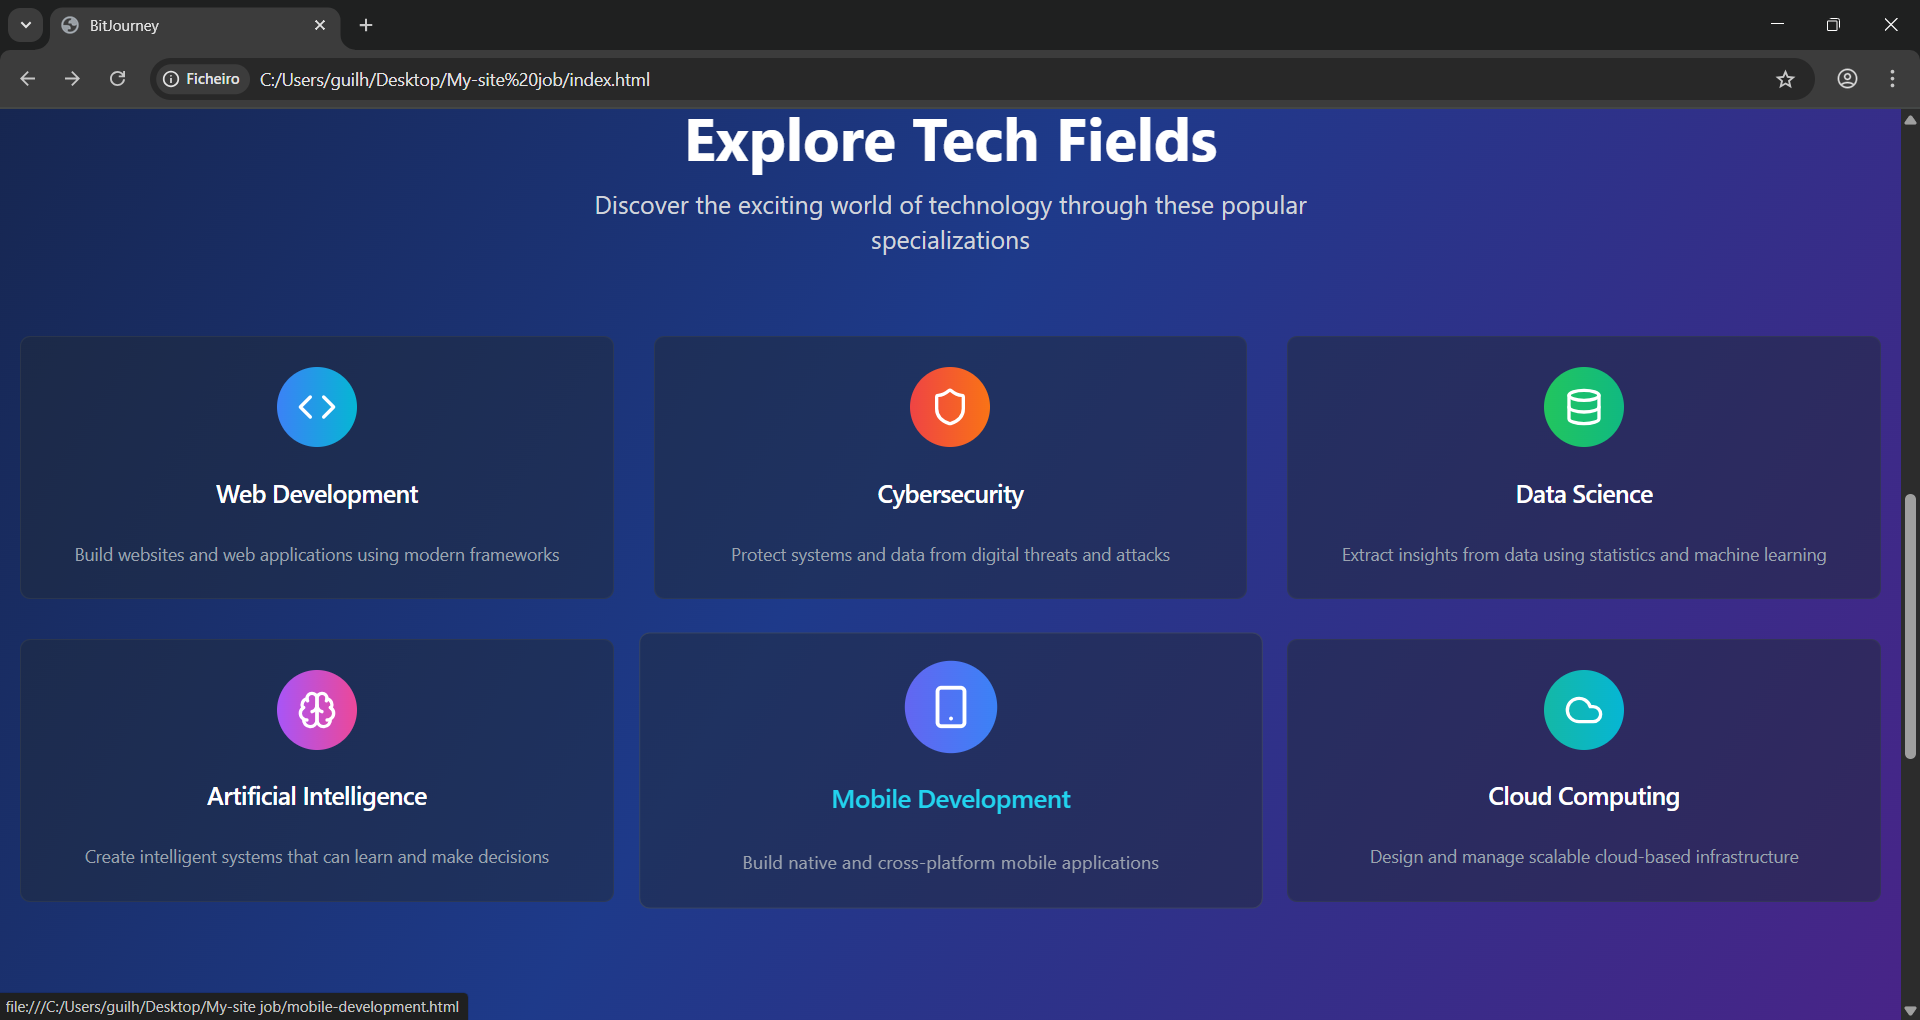 BitJourney
Ficheiro
C:/Users/guilh/Desktop/My-site%20job/index.html
Explore Tech Fields
Discover the exciting world of technology through these popular
specializations
Web Development
Build websites and web applications using modern frameworks
Cybersecurity
Protect systems and data from digital threats and attacks
Data Science
Extract insights from data using statistics and machine learning
Artificial Intelligence
Create intelligent systems that can learn and make decisions
Mobile Development
Build native and cross-platform mobile applications
Cloud Computing
Design and manage scalable cloud-based infrastructure
file:///C:/Users/guilh/Desktop/My-site job/mobile-development.html